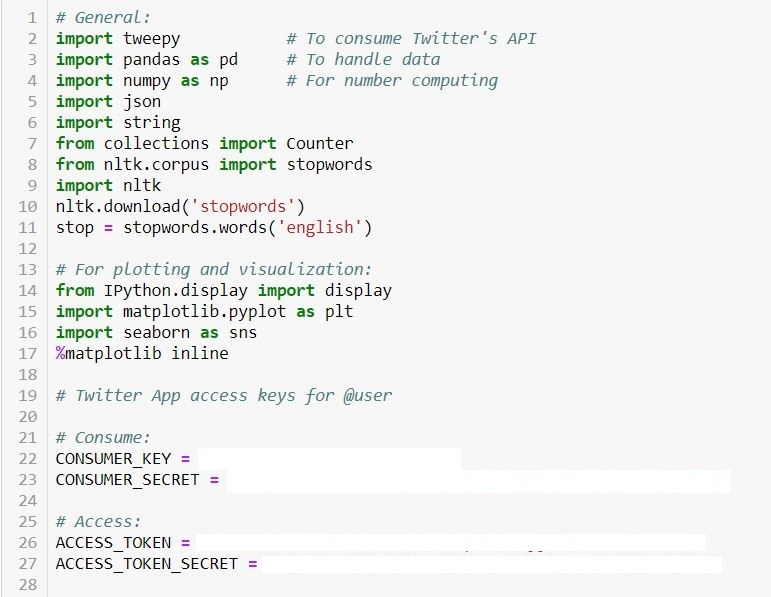 1 # General:
2 import tweepy # To consume Twitter's API
3 import pandas as pd # To handle data
4 import numpy as np # For number computing
5 import json
6 import string
7 from collections import Counter
8 from nltk.corpus import stopwords
9 import nltk
10 nltk.download('stopwords')
11 stop = stopwords.words('english')
12
13 # For plotting and visualization:
14 from IPython.display import display
15 import matplotlib.pyplot as plt
16 import seaborn as sns
17 %matplotlib inline
18
19 # Twitter App access keys for @user
20
21 # Consume:
22 CONSUMER_KEY =
23 CONSUMER_SECRET =
24
25 # Access:
26 ACCESS_TOKEN =
27 ACCESS_TOKEN_SECRET =
28